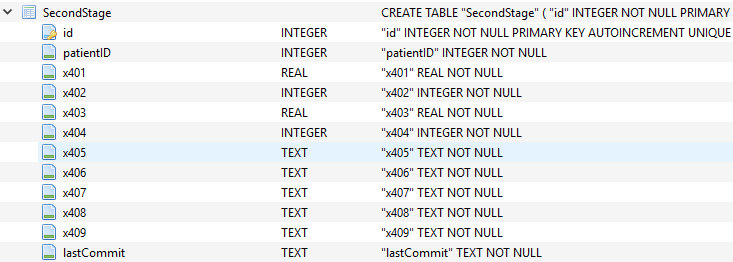 SecondStage CREATE TABLE "SecondStage" ( "id" INTEGER NOT NULL PRIMARY
id INTEGER "id" INTEGER NOT NULL PRIMARY KEY AUTOINCREMENT UNIQUE
patientID INTEGER "patientID" INTEGER NOT NULL
x401 REAL "x401" REAL NOT NULL
x402 INTEGER "x402" INTEGER NOT NULL
x403 REAL "x403" REAL NOT NULL
x404 INTEGER "x404" INTEGER NOT NULL
x405 TEXT "x405" TEXT NOT NULL
x406 TEXT "x406" TEXT NOT NULL
x407 TEXT "x407" TEXT NOT NULL
x408 TEXT "x408" TEXT NOT NULL
x409 TEXT "x409" TEXT NOT NULL
lastCommit TEXT "lastCommit" TEXT NOT NULL